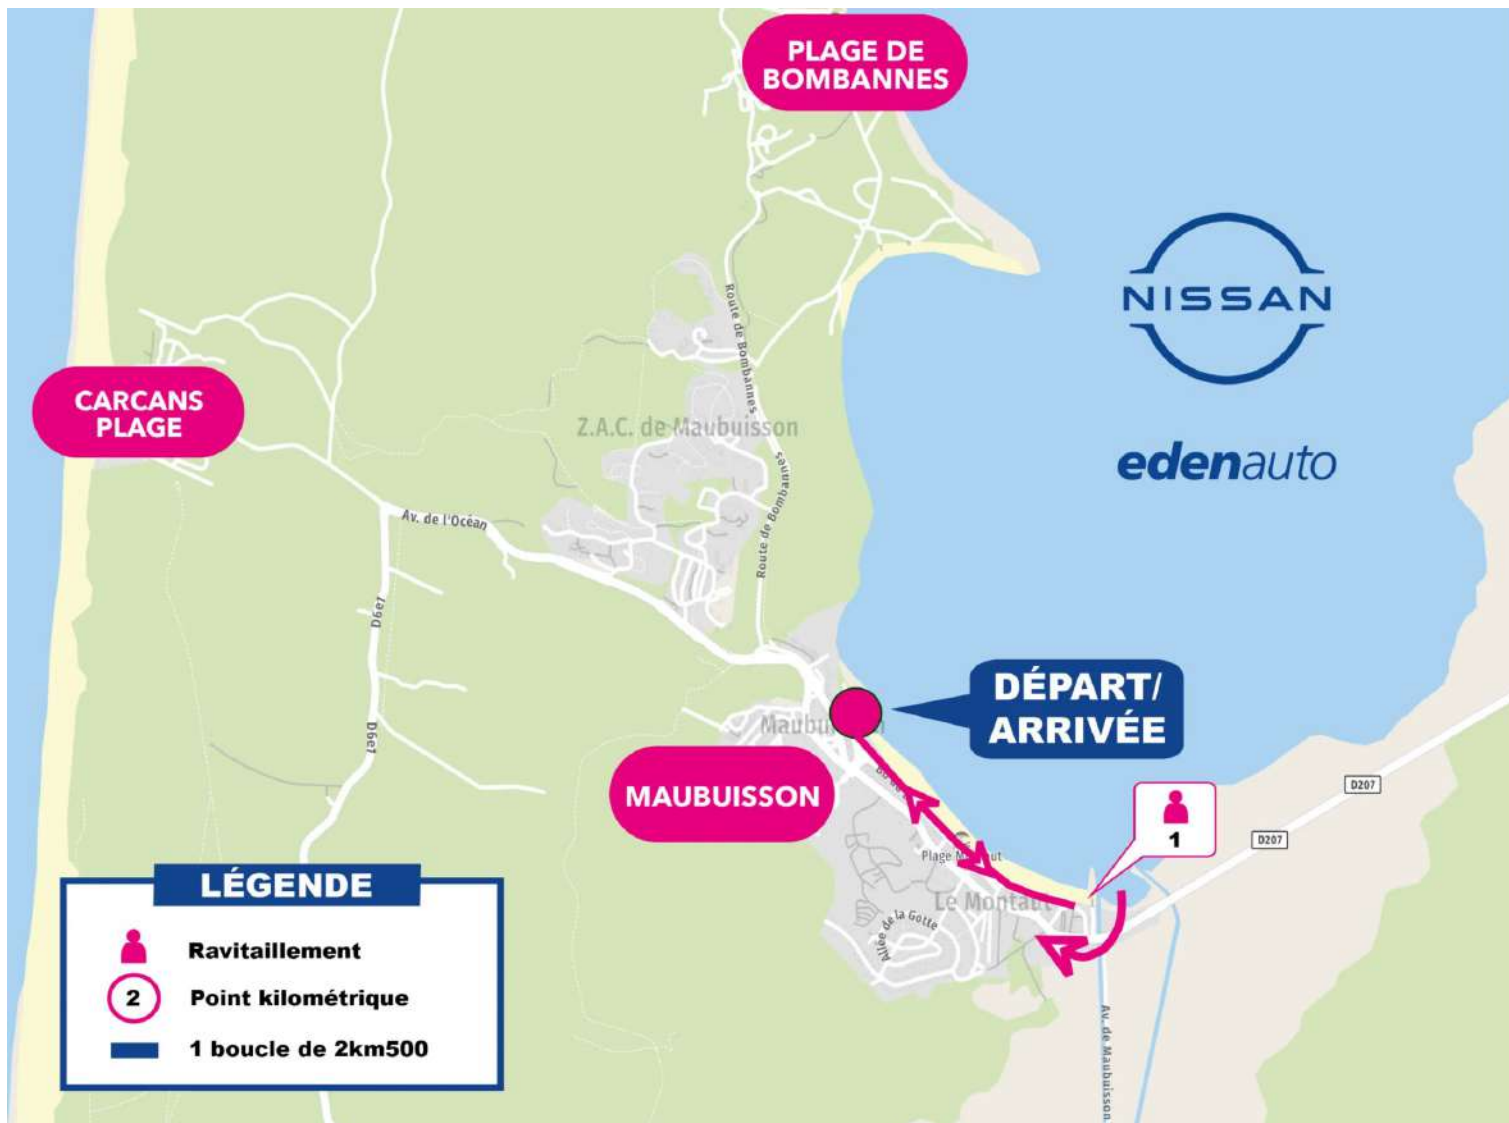 PLAGE DE
BOMBANNES
NISSAN
edenauto
CARCANS
PLAGE
Route de Bombannes
Z.A.C. de Maubuisson
Route de Bombannes
Av. de l'Océan
D6e7
D6e7
DÉPART/
ARRIVÉE
MAUBUISSON
Plage
Le Montaut
Allée de la Gotte
1
D207
D207
Av. de Maubuisson
LÉGENDE
Ravitaillement
2 Point kilométrique
1 boucle de 2km500